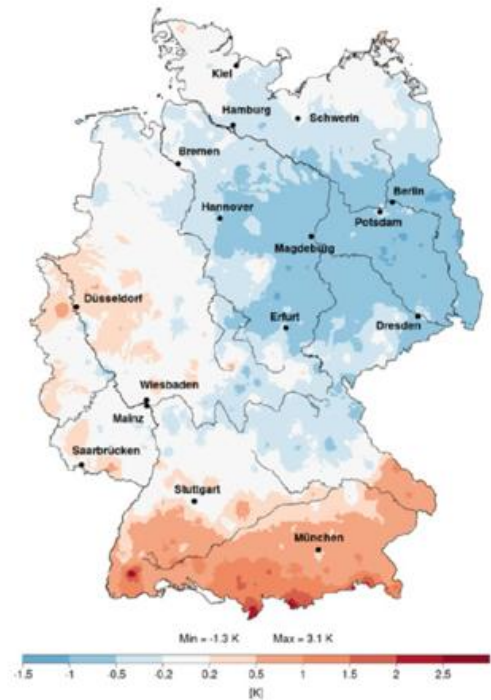 Kiel
Hamburg
Schwerin
Bremen
Berlin
Hannover
Potsdam
Magdeburg
Düsseldorf
Erfurt
Dresden
Wiesbaden
Mainz
Saarbrücken
Stuttgart
München
Min = -1.3 K Max = 3.1 K
-1.5 -1 -0.5 -0.2 0.2 0.5 1 1.5 2 2.5
[K]